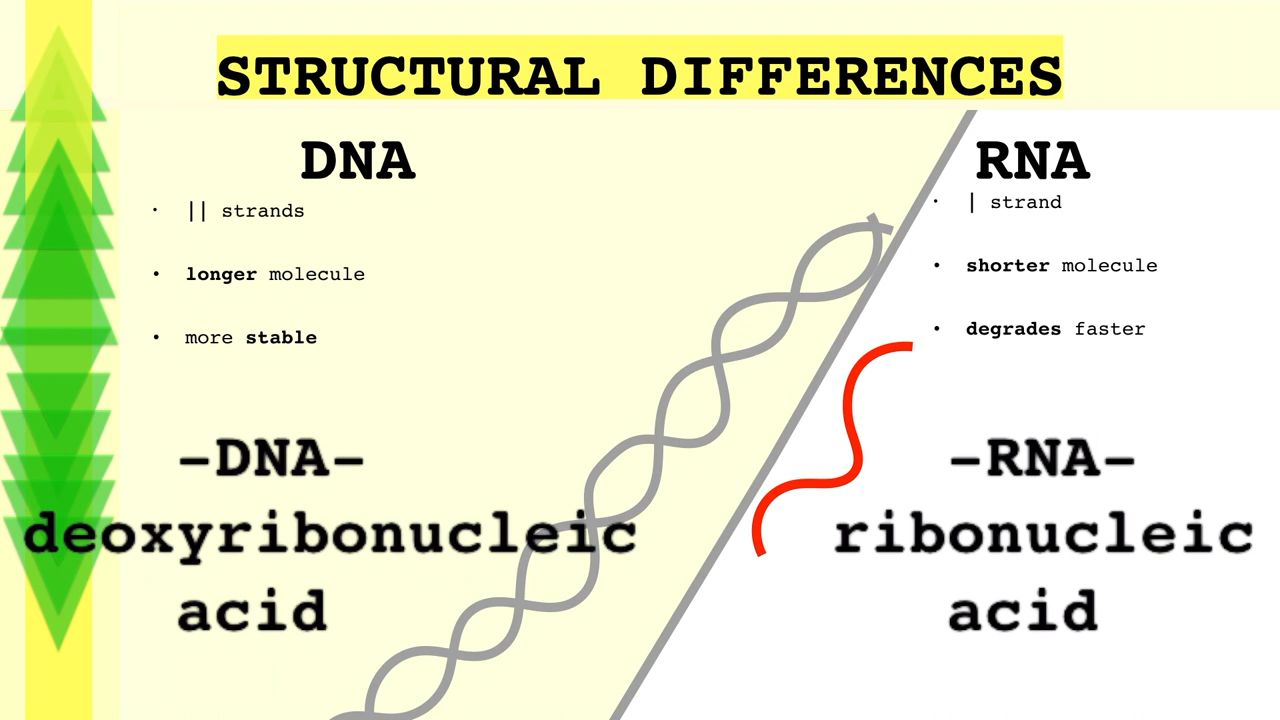 STRUCTURAL DIFFERENCES
DNA
• || strands
• longer molecule
• more stable
-DNA-
deoxyribonucleic
acid
RNA
• | strand
• shorter molecule
• degrades faster
-RNA-
ribonucleic
acid